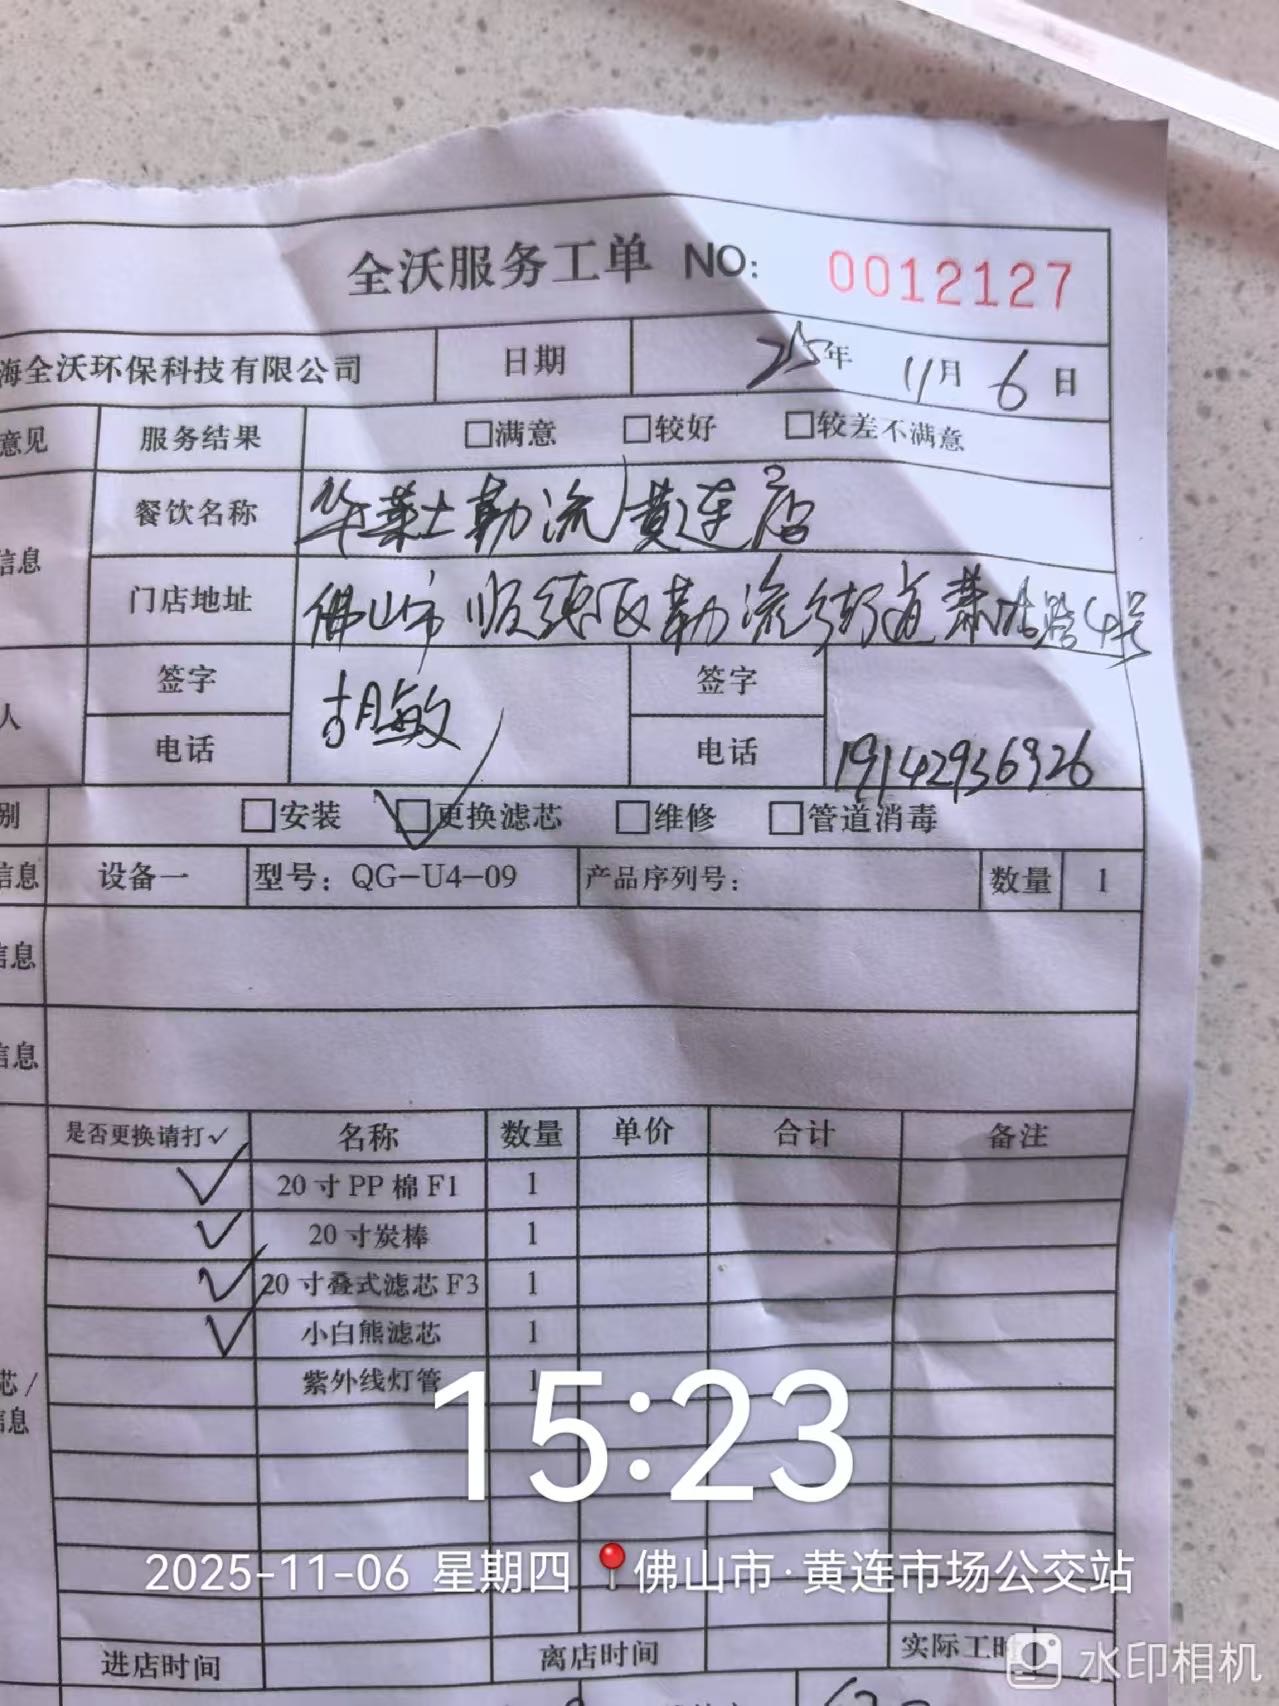 全沃服务工单 NO: 0012127
海全沃环保科技有限公司 日期 25年 11月 6日
意见 服务结果 □满意 □较好 □较差不满意
餐饮名称 华莱士勒流黄连店
信息
门店地址 佛山市顺德区勒流街道 路4号
签字 胡敏 签字
人
电话 电话 19142936926
别 □安装 ☑更换滤芯 □维修 □管道消毒
信息 设备一 型号：QG-U4-09 产品序列号： 数量 1
信息
信息
是否更换请打✓ 名称 数量 单价 合计 备注
✓ 20寸PP棉F1 1
✓ 20寸炭棒 1
✓ 20寸叠式滤芯F3 1
✓ 小白熊滤芯 1
紫外线灯管 1
芯/
信息
15:23
2025-11-06 星期四 佛山市·黄连市场公交站
进店时间 离店时间 实际工时
水印相机